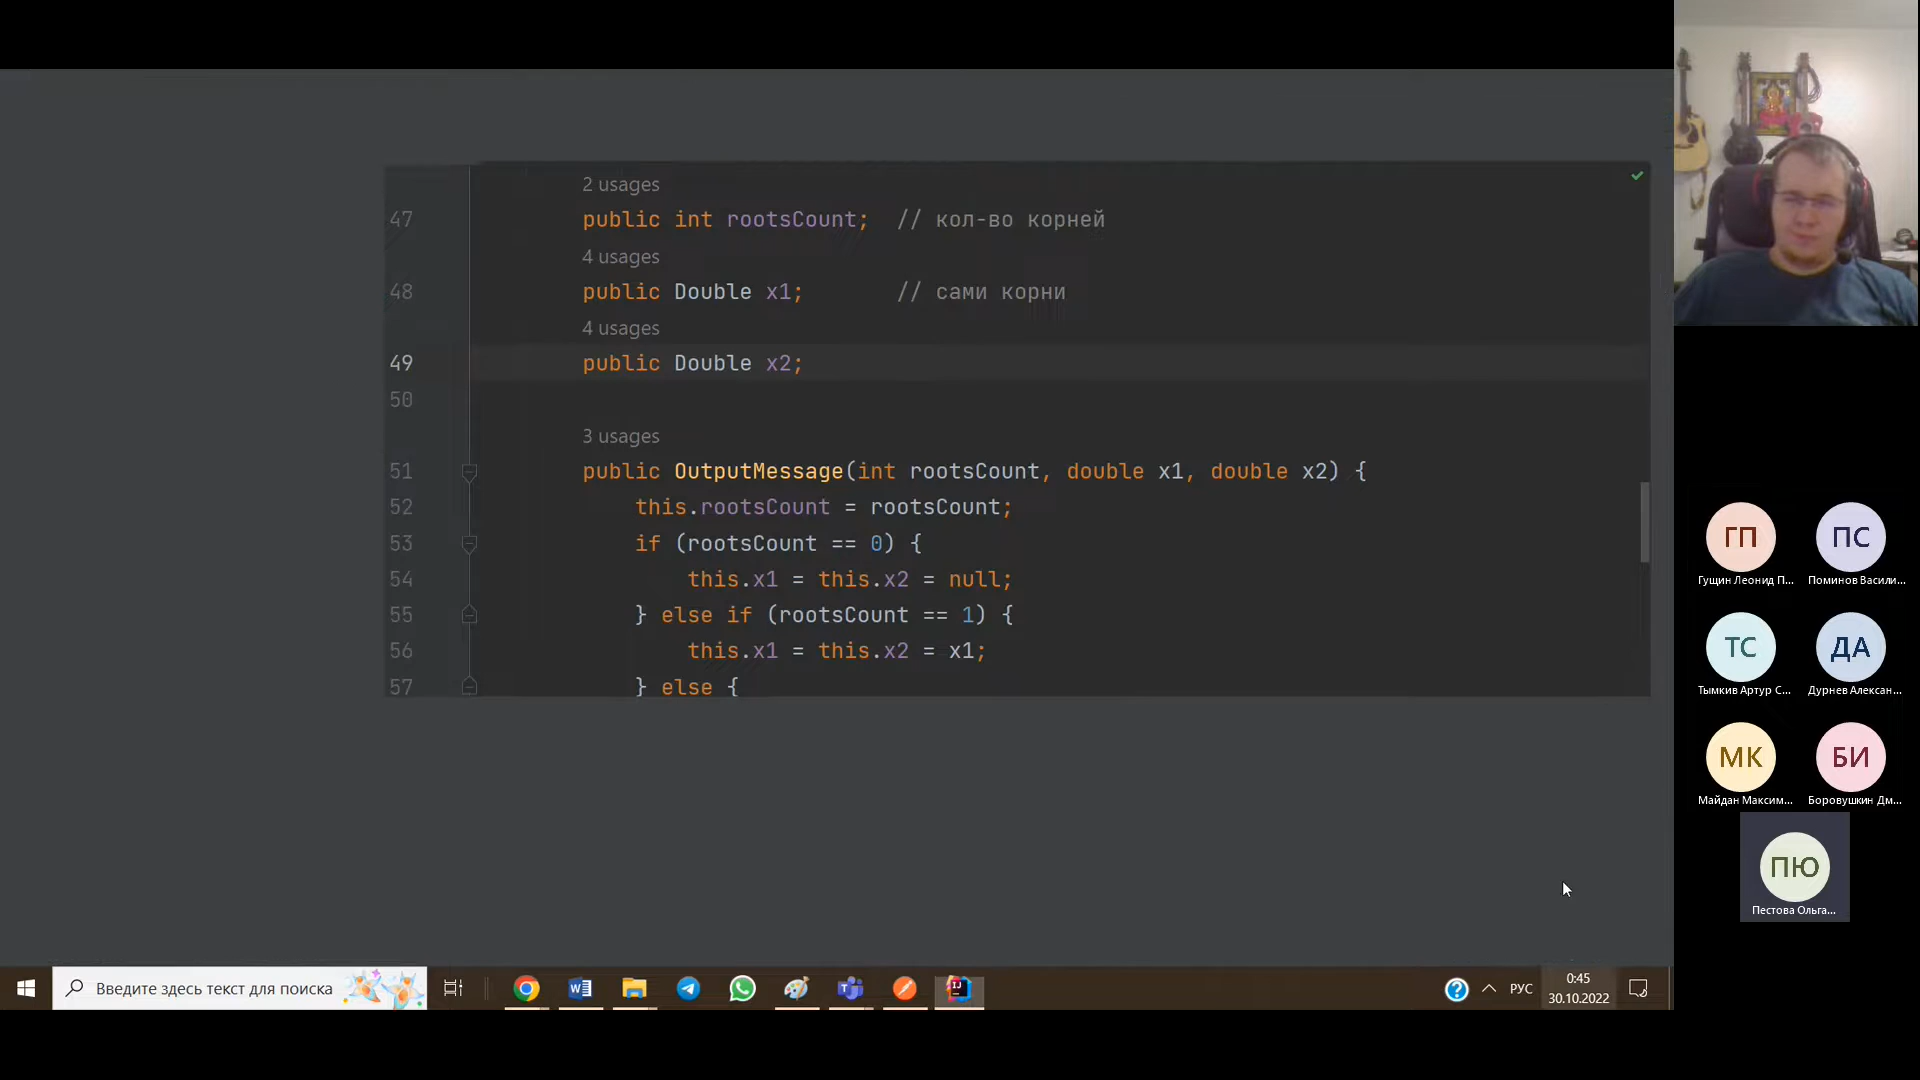 2 usages
47 public int rootsCount; // кол-во корней
4 usages
48 public Double x1; // сами корни
4 usages
49 public Double x2;
50
3 usages
51 public OutputMessage(int rootsCount, double x1, double x2) {
52 this.rootsCount = rootsCount;
53 if (rootsCount == 0) {
54 this.x1 = this.x2 = null;
55 } else if (rootsCount == 1) {
56 this.x1 = this.x2 = x1;
57 } else {
ГП
Гущин Леонид П...
ПС
Поминов Васили...
ТС
Тымкив Артур С...
ДА
Дурнев Алексан...
МК
Майдан Максим...
БИ
Боровушкин Дм...
ПЮ
Пестова Ольга...
Введите здесь текст для поиска
РУС
0:45
30.10.2022